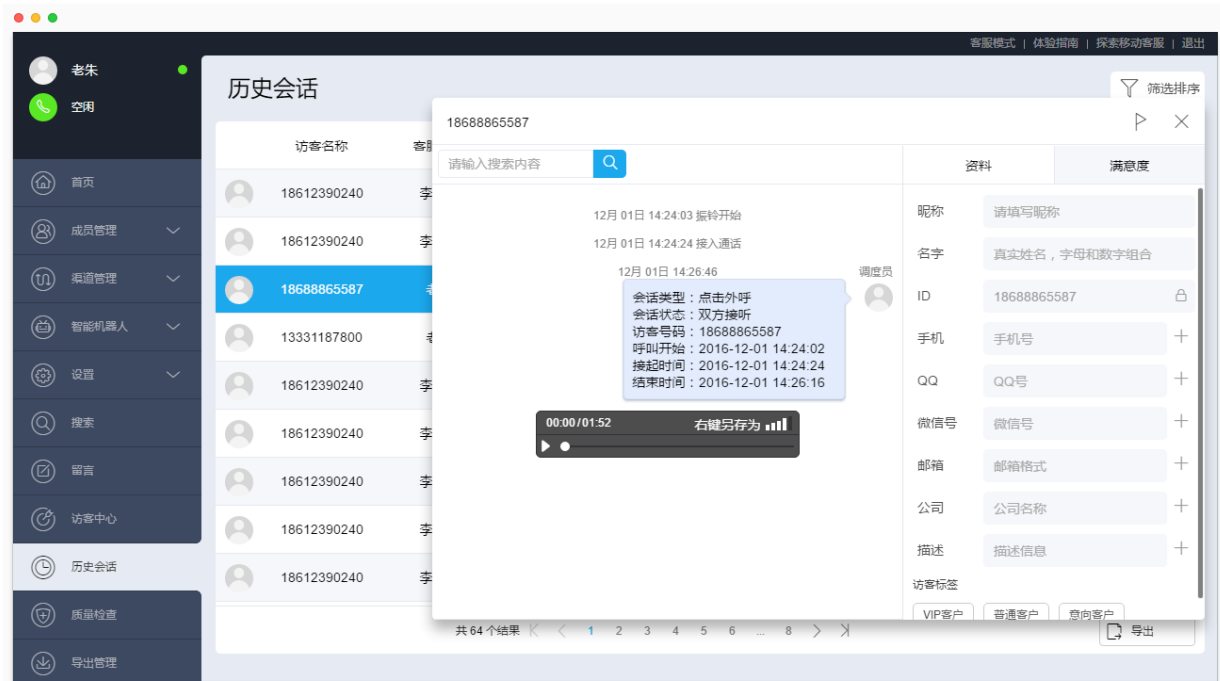 客服模式 | 体验指南 | 探索移动客服 | 退出
老朱
空闲
首页
成员管理
渠道管理
智能机器人
设置
搜索
留言
访客中心
历史会话
质量检查
导出管理
历史会话
筛选排序
访客名称 客服
18612390240 李
18612390240 李
18688865587 老
13331187800 老
18612390240 李
18612390240 李
18612390240 李
18612390240 李
18612390240 李
18688865587
请输入搜索内容
12月 01日 14:24:03 振铃开始
12月 01日 14:24:24 接入通话
12月 01日 14:26:46
调度员
会话类型：点击外呼
会话状态：双方接听
访客号码：18688865587
呼叫开始：2016-12-01 14:24:02
接起时间：2016-12-01 14:24:24
结束时间：2016-12-01 14:26:16
00:00/01:52 右键另存为
资料 满意度
昵称 请填写昵称
名字 真实姓名，字母和数字组合
ID 18688865587
手机 手机号
QQ QQ号
微信号 微信号
邮箱 邮箱格式
公司 公司名称
描述 描述信息
访客标签
VIP客户 普通客户 意向客户
共 64 个结果 1 2 3 4 5 6 ... 8
导出